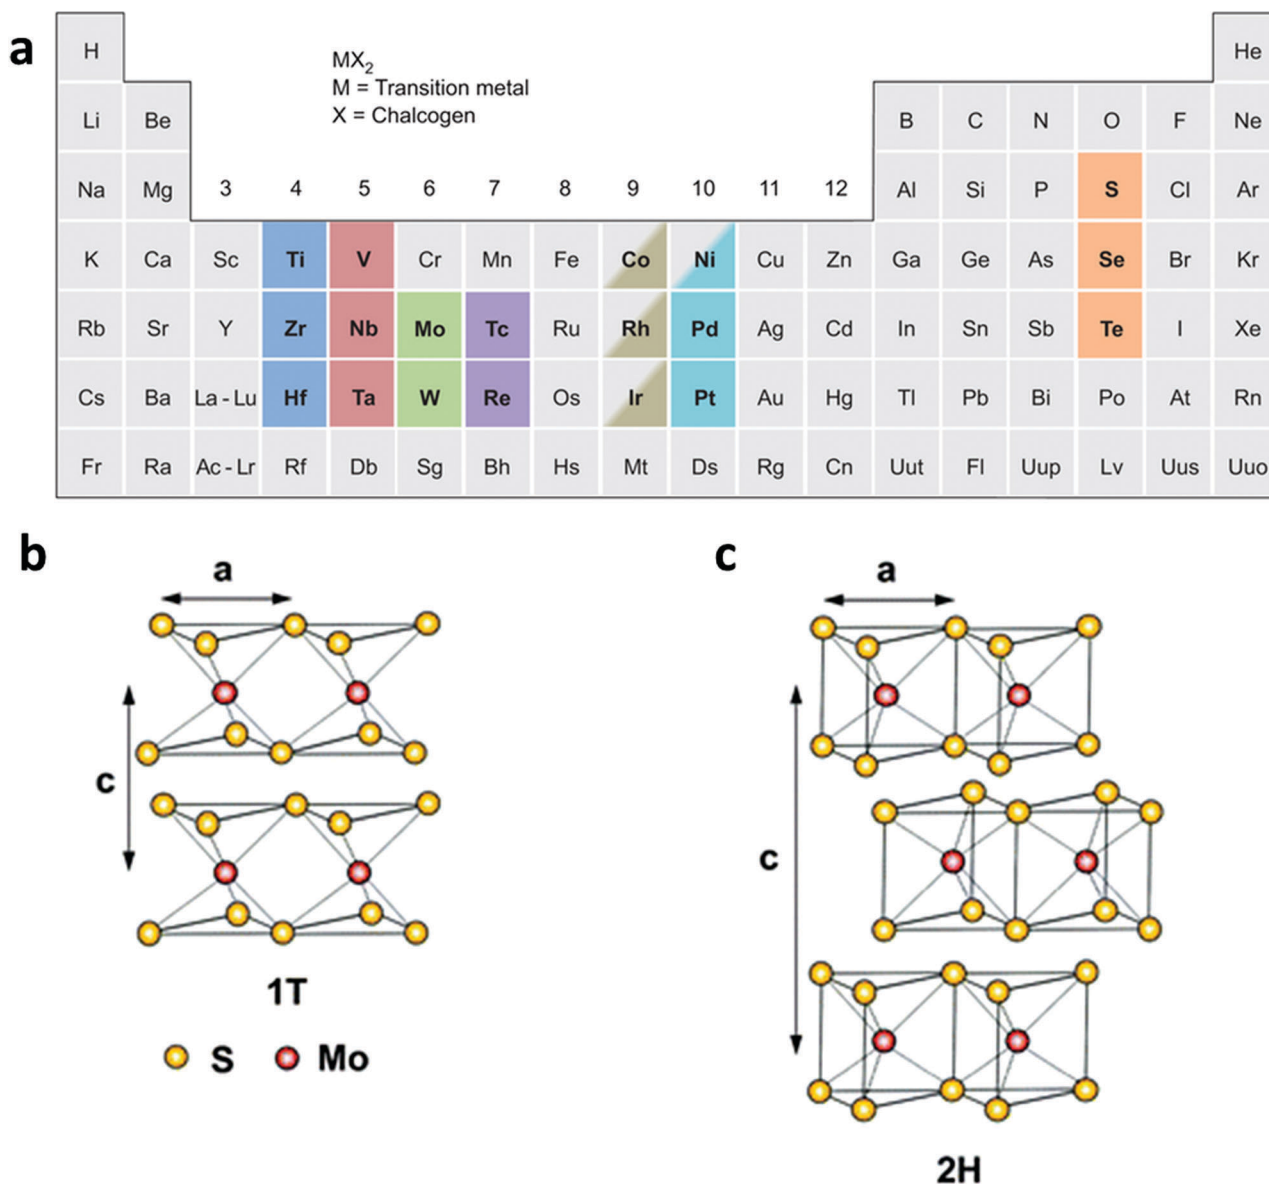 a
H He
MX2
M = Transition metal
X = Chalcogen
Li Be B C N O F Ne
Na Mg 3 4 5 6 7 8 9 10 11 12 Al Si P S Cl Ar
K Ca Sc Ti V Cr Mn Fe Co Ni Cu Zn Ga Ge As Se Br Kr
Rb Sr Y Zr Nb Mo Tc Ru Rh Pd Ag Cd In Sn Sb Te I Xe
Cs Ba La - Lu Hf Ta W Re Os Ir Pt Au Hg Tl Pb Bi Po At Rn
Fr Ra Ac - Lr Rf Db Sg Bh Hs Mt Ds Rg Cn Uut Fl Uup Lv Uus Uuo
b
a
c
1T
S Mo
c
a
c
2H